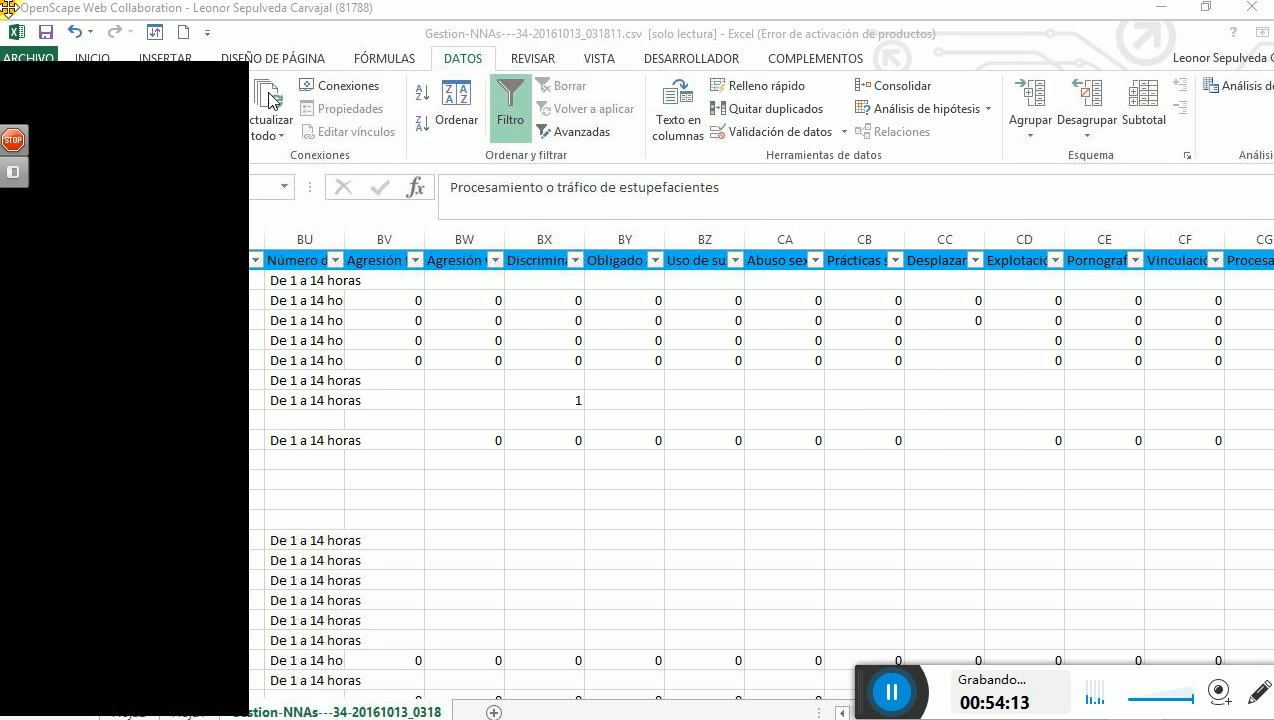 OpenScape Web Collaboration - Leonor Sepulveda Carvajal (81788)
Gestion-NNAs---34-20161013_031811.csv [solo lectura] - Excel (Error de activación de productos)
ARCHIVO INICIO INSERTAR DISEÑO DE PÁGINA FÓRMULAS DATOS REVISAR VISTA DESARROLLADOR COMPLEMENTOS Leonor Sepulveda C
Conexiones Borrar Relleno rápido Consolidar Análisis de
ctualizar Propiedades Ordenar Filtro Volver a aplicar Texto en Quitar duplicados Análisis de hipótesis Agrupar Desagrupar Subtotal
todo Editar vínculos Avanzadas columnas Validación de datos Relaciones
Conexiones Ordenar y filtrar Herramientas de datos Esquema Análisi
STOP
fx Procesamiento o tráfico de estupefacientes
BU BV BW BX BY BZ CA CB CC CD CE CF CG
Número d Agresión Agresión Discrimin Obligado Uso de su Abuso sex Prácticas Desplazar Explotació Pornograf Vinculació Procesa
De 1 a 14 horas
De 1 a 14 ho 0 0 0 0 0 0 0 0 0 0 0
De 1 a 14 ho 0 0 0 0 0 0 0 0 0 0 0
De 1 a 14 ho 0 0 0 0 0 0 0 0 0 0
De 1 a 14 ho 0 0 0 0 0 0 0 0 0 0
De 1 a 14 horas
De 1 a 14 horas 1
De 1 a 14 horas 0 0 0 0 0 0 0 0 0
De 1 a 14 horas
De 1 a 14 horas
De 1 a 14 horas
De 1 a 14 horas
De 1 a 14 horas
De 1 a 14 horas
De 1 a 14 ho 0 0 0 0 0 0 0
De 1 a 14 horas
Grabando...
00:54:13
Gestion-NNAs---34-20161013_0318